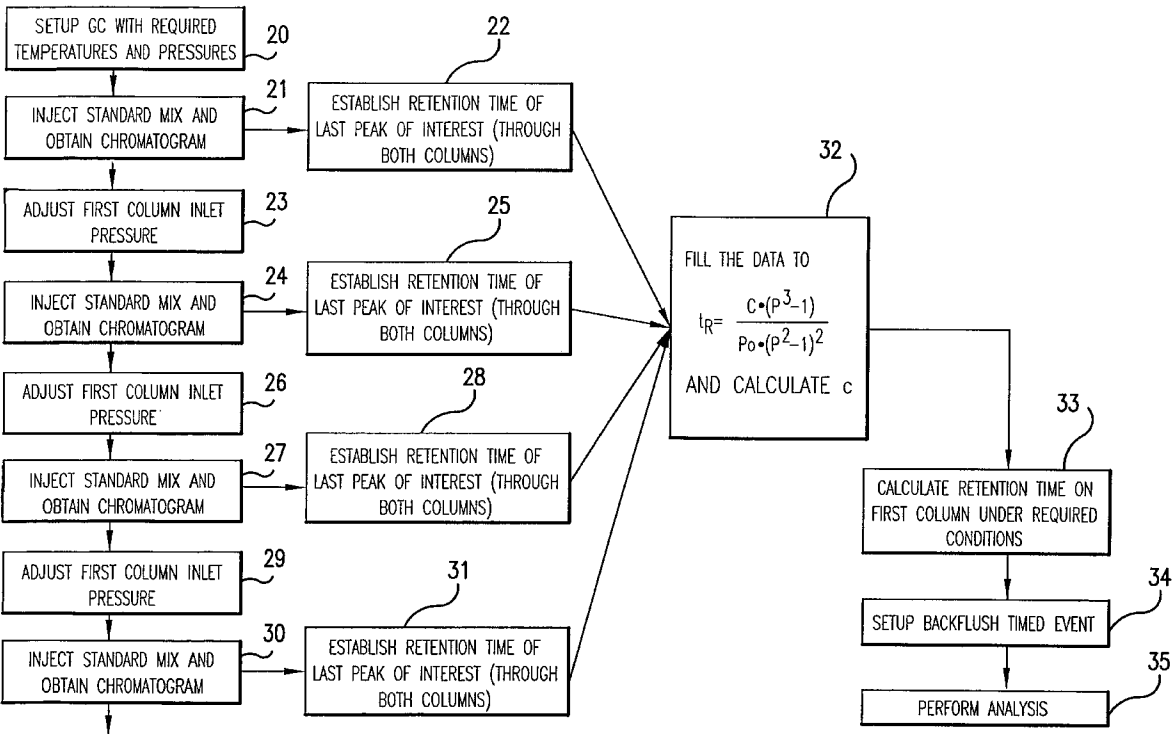 SETUP GC WITH REQUIRED
TEMPERATURES AND PRESSURES
20
INJECT STANDARD MIX AND
OBTAIN CHROMATOGRAM
21
ESTABLISH RETENTION TIME OF
LAST PEAK OF INTEREST (THROUGH
BOTH COLUMNS)
22
ADJUST FIRST COLUMN INLET
PRESSURE
23
INJECT STANDARD MIX AND
OBTAIN CHROMATOGRAM
24
ESTABLISH RETENTION TIME OF
LAST PEAK OF INTEREST (THROUGH
BOTH COLUMNS)
25
ADJUST FIRST COLUMN INLET
PRESSURE
26
INJECT STANDARD MIX AND
OBTAIN CHROMATOGRAM
27
ESTABLISH RETENTION TIME OF
LAST PEAK OF INTEREST (THROUGH
BOTH COLUMNS)
28
ADJUST FIRST COLUMN INLET
PRESSURE
29
INJECT STANDARD MIX AND
OBTAIN CHROMATOGRAM
30
ESTABLISH RETENTION TIME OF
LAST PEAK OF INTEREST (THROUGH
BOTH COLUMNS)
31
32
FILL THE DATA TO
tR= C•(P³−1) / Po•(P²−1)²
AND CALCULATE c
33
CALCULATE RETENTION TIME ON
FIRST COLUMN UNDER REQUIRED
CONDITIONS
34
SETUP BACKFLUSH TIMED EVENT
35
PERFORM ANALYSIS